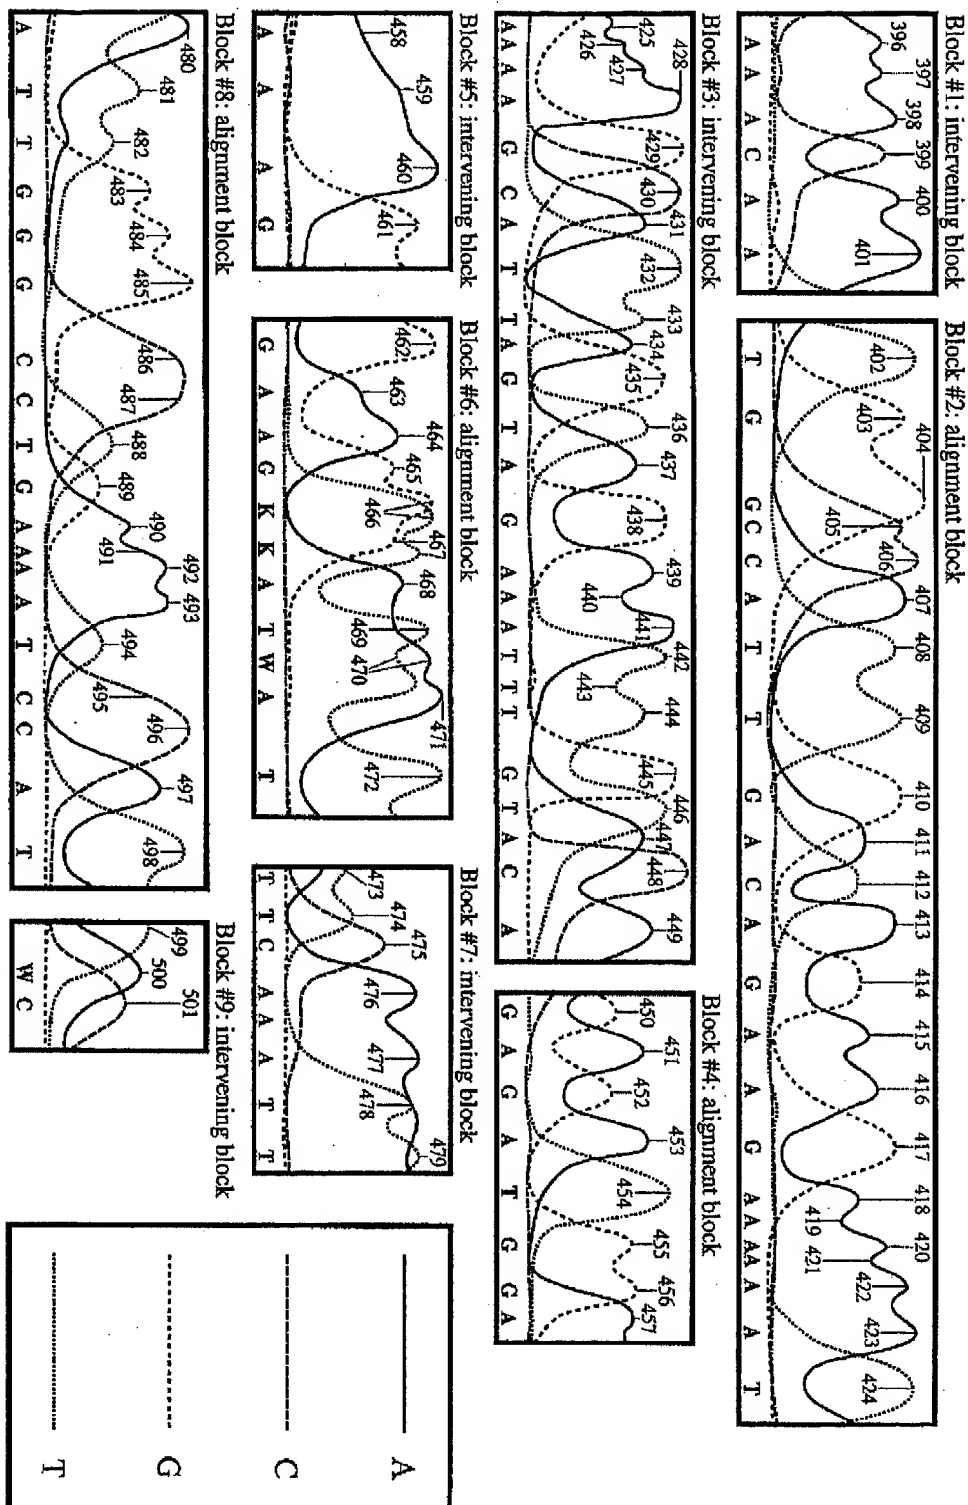 Block #1: intervening block
396 397 398 399 400 401
A A A C A A
Block #2: alignment block
402 403 404 405 406 407 408 409 410 411 412 413 414 415 416 417 418 419 420 421 422 423 424
T G G C C A T T G A C A G A A G A A A A A A T
Block #3: intervening block
425 426 427 428 429 430 431 432 433 434 435 436 437 438 439 440 441 442 443 444 445 446 447 448 449
A A A A G C A T T A G T A G A A A T T T G T A C A
Block #4: alignment block
450 451 452 453 454 455 456 457
G A G A T G G A
Block #5: intervening block
458 459 460 461
A A A G
Block #6: alignment block
462 463 464 465 466 467 468 469 470 471 472
G A A G K K A T W A T
Block #7: intervening block
473 474 475 476 477 478 479
T T C A A A T T
Block #8: alignment block
480 481 482 483 484 485 486 487 488 489 490 491 492 493 494 495 496 497 498
A T T G G G C C T G A A A A T C C A T
Block #9: intervening block
499 500 501
W C
A
C
G
T